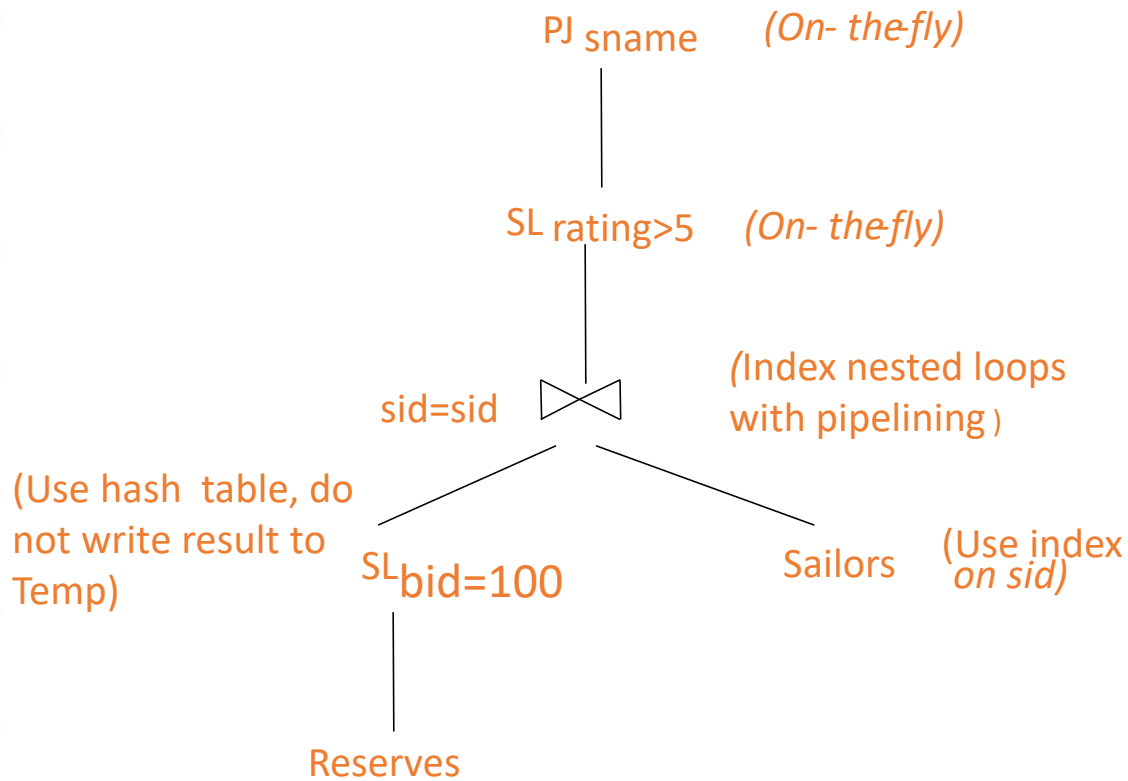 PJ sname (On- the-fly)
SL rating>5 (On- the-fly)
(Index nested loops
with pipelining )
sid=sid
(Use hash table, do
not write result to
Temp)
SL bid=100
Sailors
(Use index
on sid)
Reserves